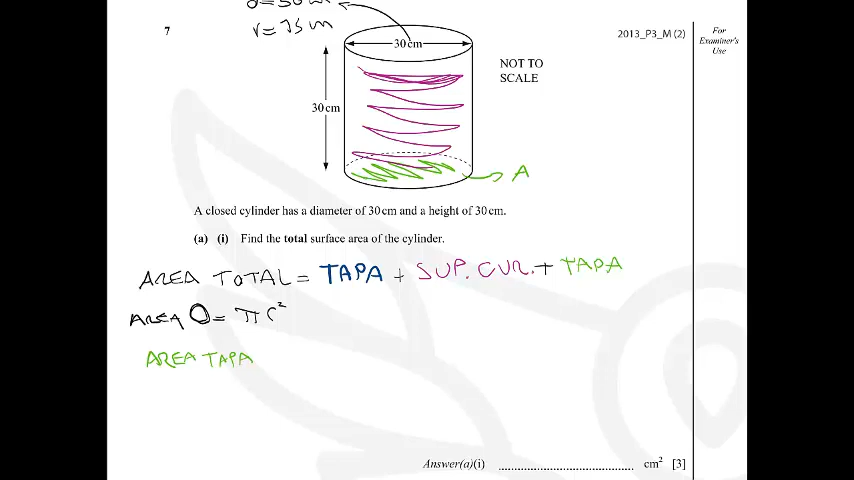 7
r = 15 cm
2013_P3_M (2)
For
Examiner's
Use
30 cm
NOT TO
SCALE
30 cm
A
A closed cylinder has a diameter of 30 cm and a height of 30 cm.
(a) (i) Find the total surface area of the cylinder.
AREA TOTAL = TAPA + SUP. CUR. + TAPA
AREA = πr²
AREA TAPA
Answer(a)(i) ........................................ cm² [3]